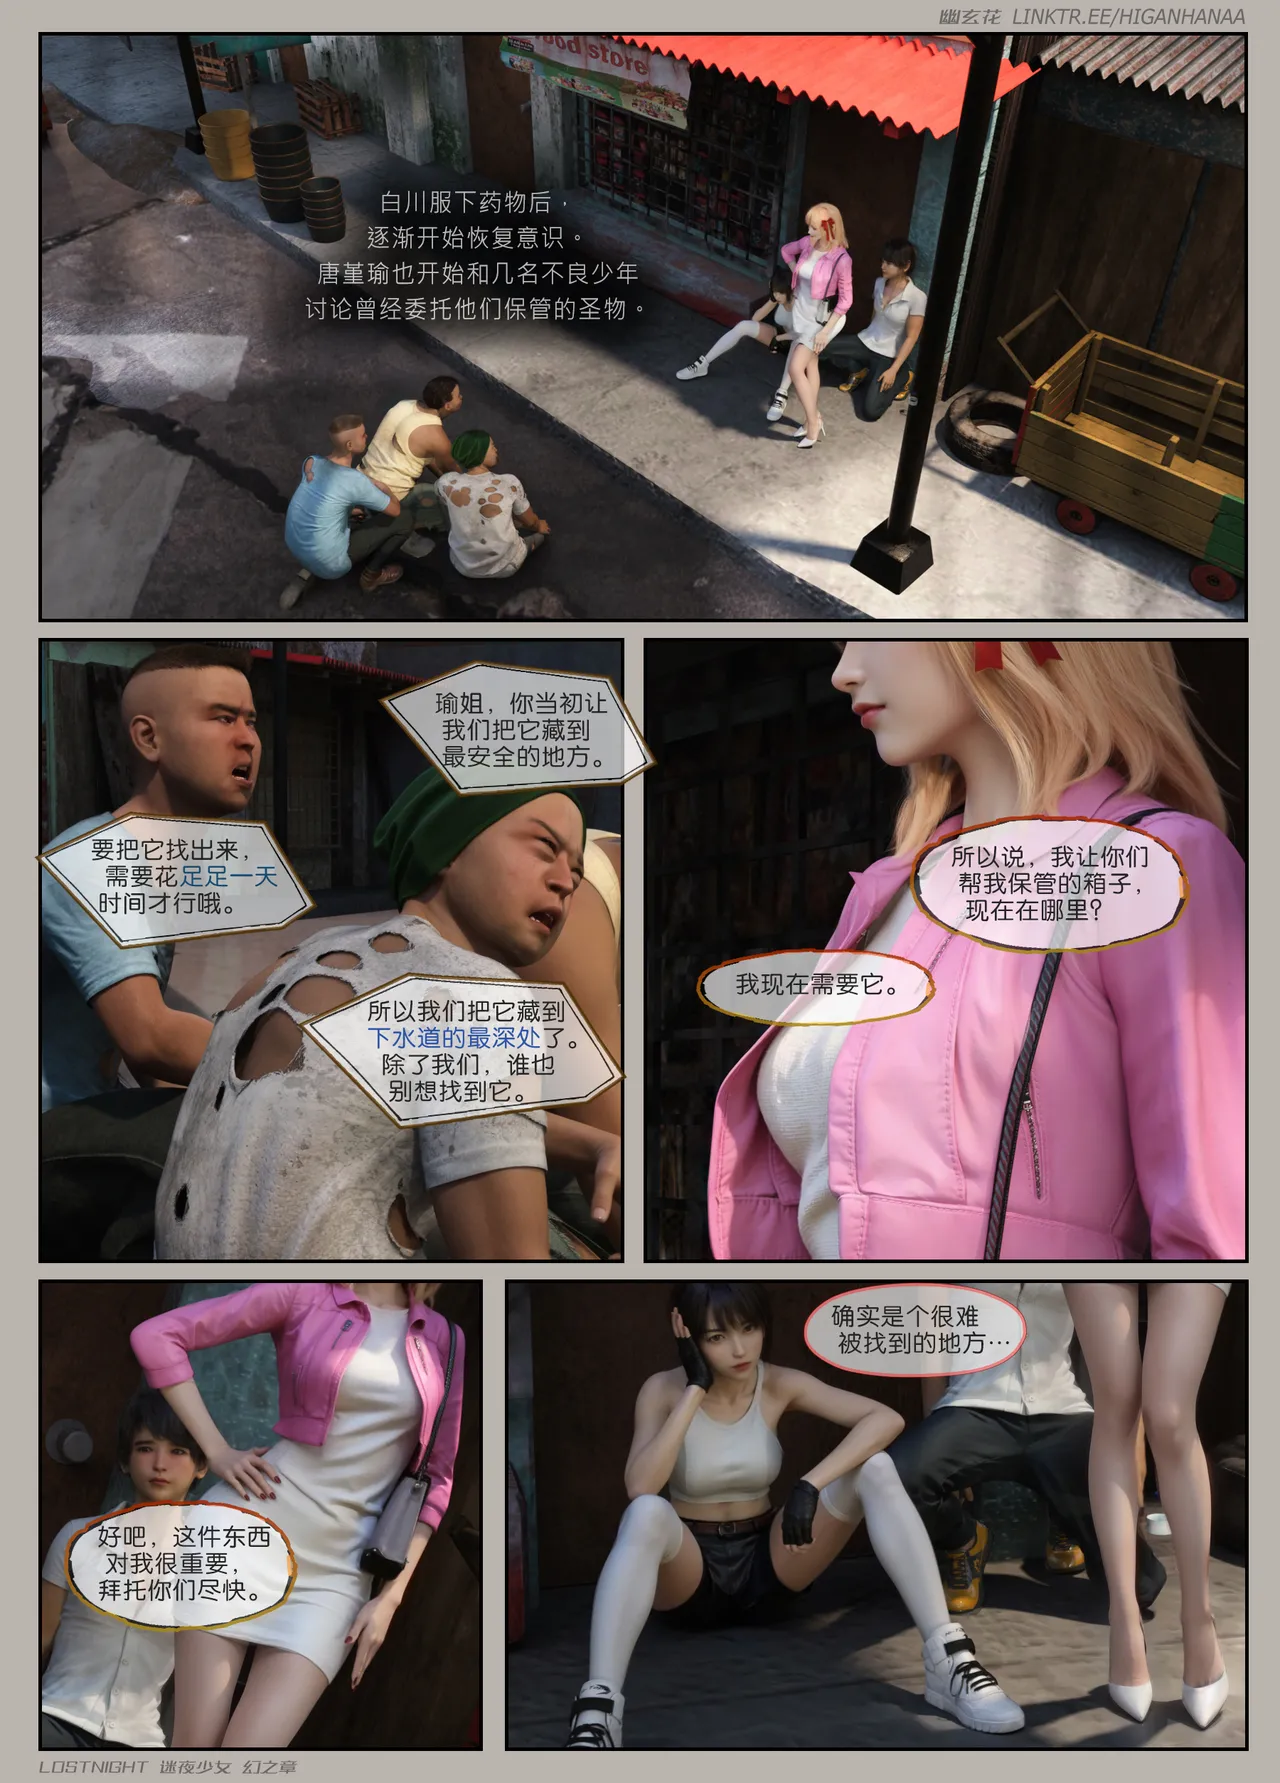 幽玄花 LINKTR.EE/HIGANHANAA
food store
白川服下药物后，
逐渐开始恢复意识。
唐堇瑜也开始和几名不良少年
讨论曾经委托他们保管的圣物。
瑜姐，你当初让
我们把它藏到
最安全的地方。
要把它找出来，
需要花足足一天
时间才行哦。
所以我们把它藏到
下水道的最深处了。
除了我们，谁也
别想找到它。
所以说，我让你们
帮我保管的箱子，
现在在哪里？
我现在需要它。
好吧，这件东西
对我很重要，
拜托你们尽快。
确实是个很难
被找到的地方…
LOSTNIGHT 迷夜少女 幻之章